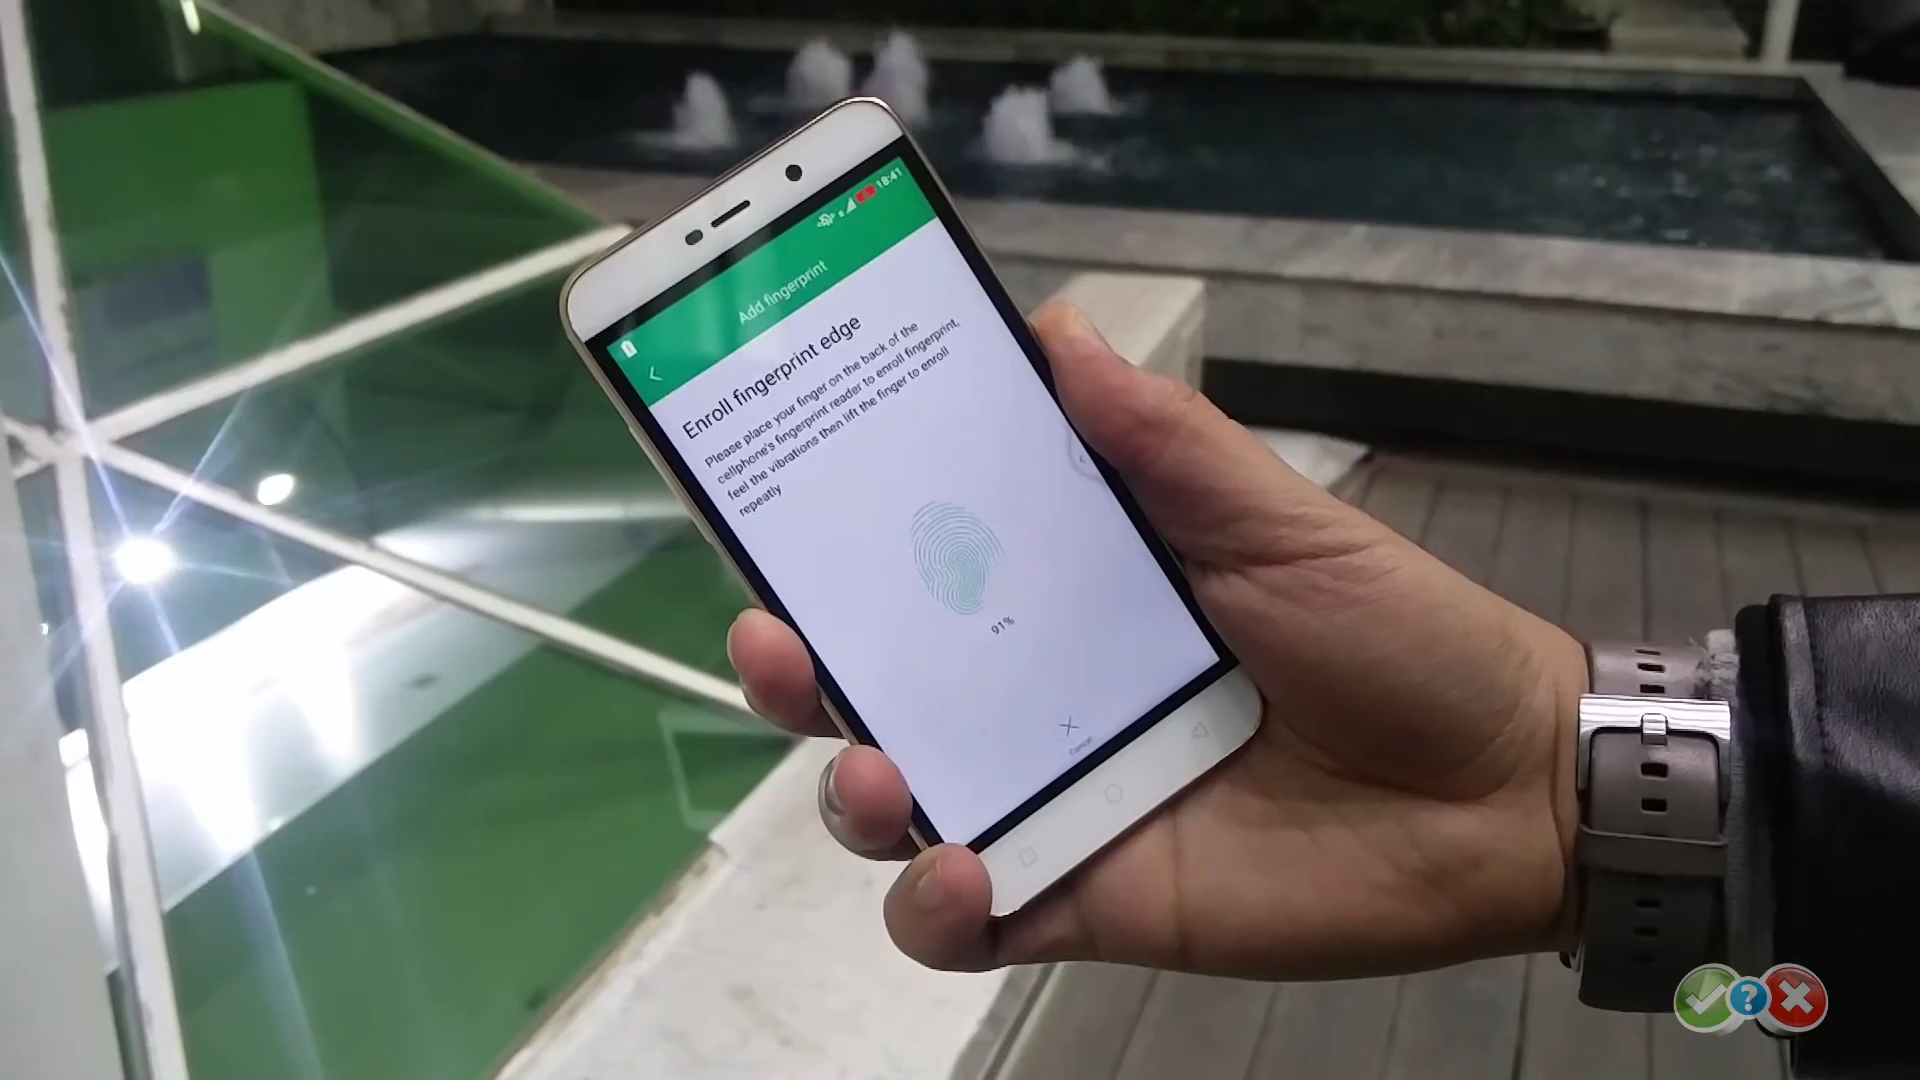 18:41
Add fingerprint
Enroll fingerprint edge
Please place your finger on the back of the
cellphone's fingerprint reader to enroll fingerprint,
feel the vibrations then lift the finger to enroll
repeatly
91%
Cancel
?